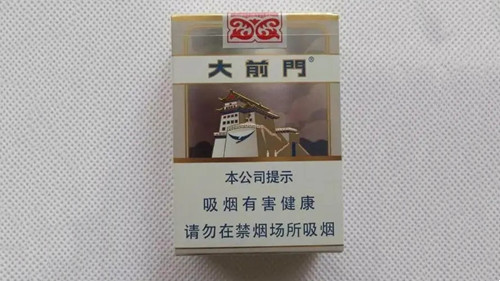 大前門®
本公司提示
吸烟有害健康
请勿在禁烟场所吸烟